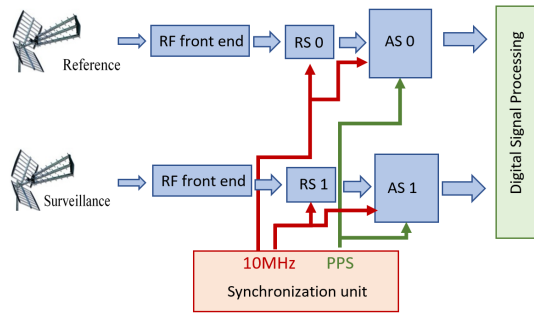 Reference
RF front end
RS 0
AS 0
Digital Signal Processing
Surveillance
RF front end
RS 1
AS 1
10MHz
PPS
Synchronization unit